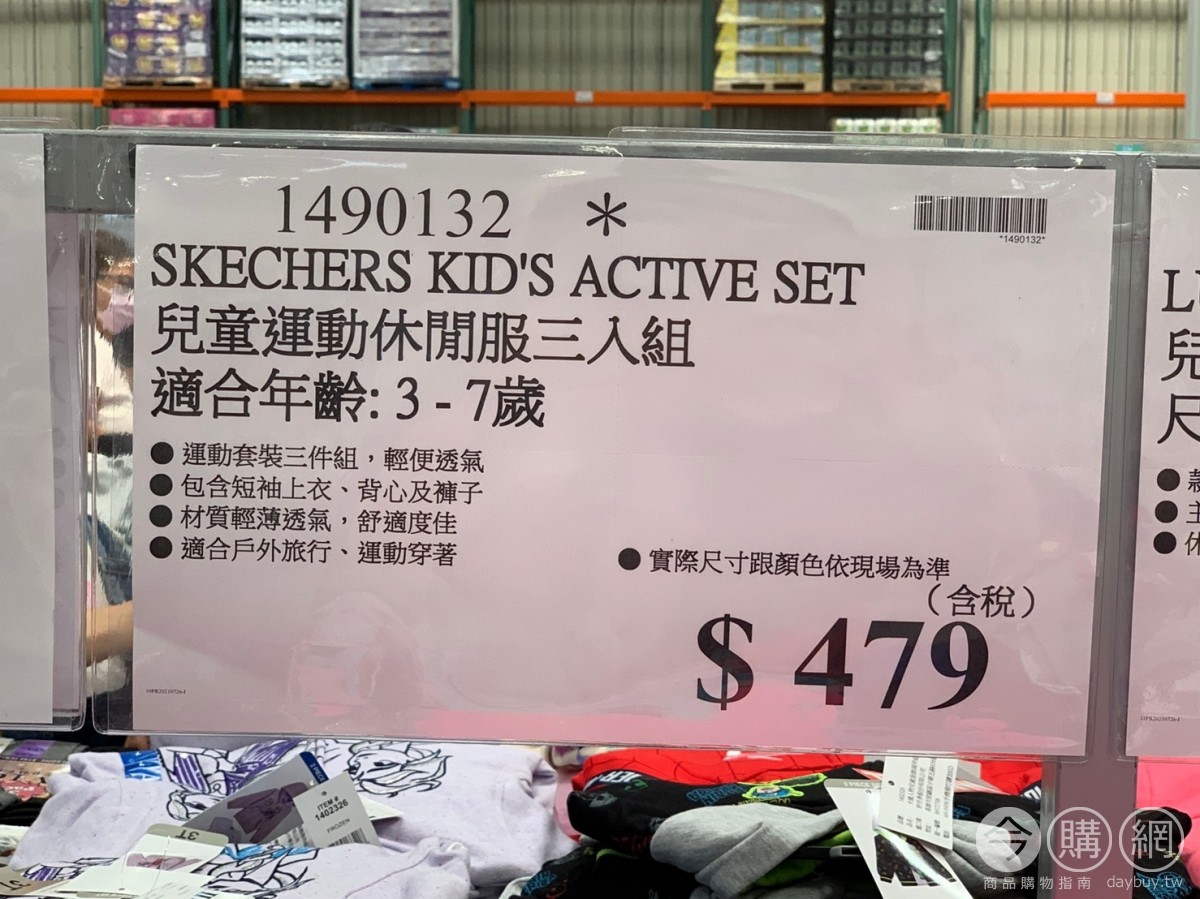 1490132 *
*1490132*
SKECHERS KID'S ACTIVE SET
兒童運動休閒服三入組
適合年齡: 3 - 7歲
● 運動套裝三件組，輕便透氣
● 包含短袖上衣、背心及褲子
● 材質輕薄透氣，舒適度佳
● 適合戶外旅行、運動穿著
● 實際尺寸跟顏色依現場為準
（含稅）
$ 479
兒
尺
ITEM #
1402326
FROZEN
3T
今購網
商品購物指南 daybuy.tw